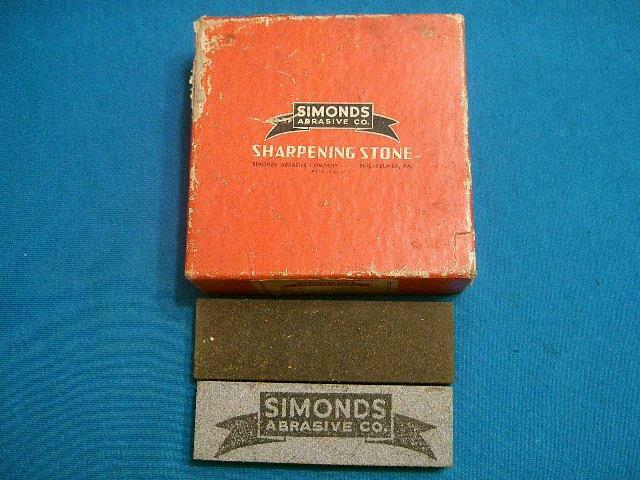 SIMONDS
ABRASIVE CO.
SHARPENING STONE
SIMONDS ABRASIVE COMPANY PHILADELPHIA, PA.
SIMONDS
ABRASIVE CO.